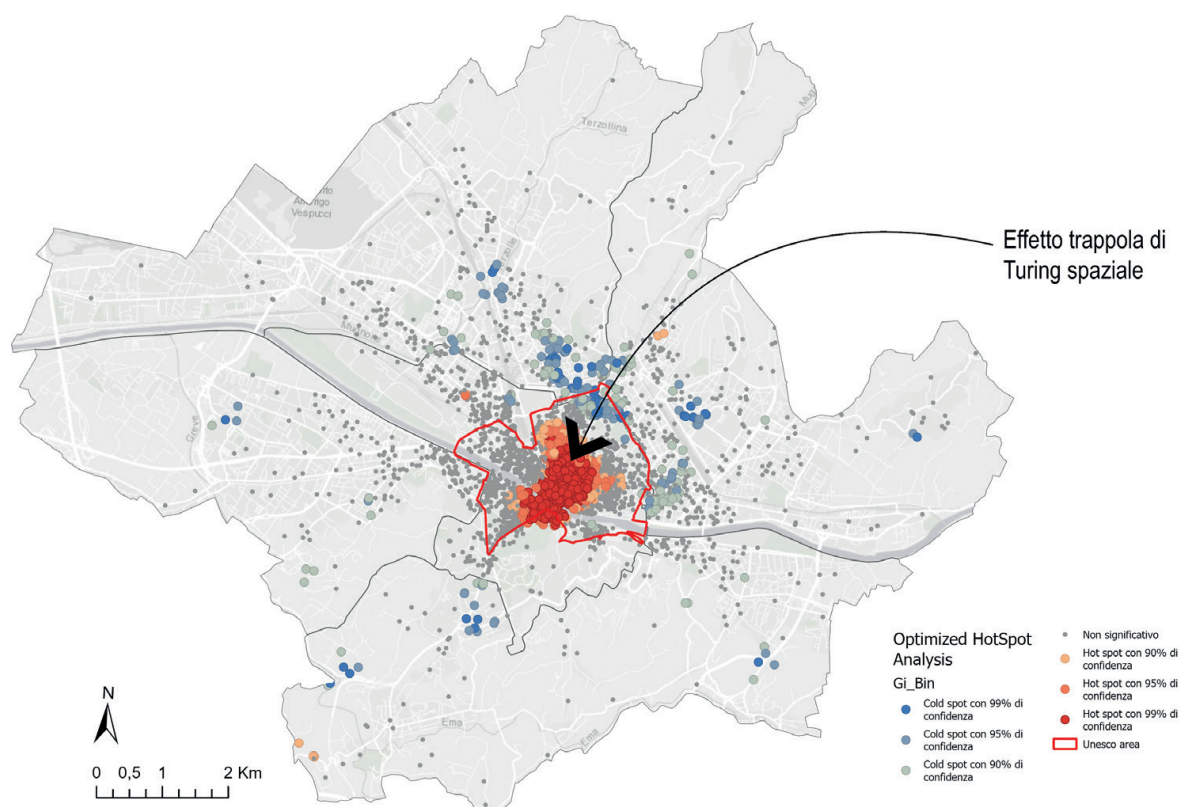 Terzollina
Amerigo
Vespucci
Effetto trappola di
Turing spaziale
Mugnone
Greve
Ema
Ema
N
0 0,5 1 2 Km
Optimized HotSpot
Analysis
Gi_Bin
Cold spot con 99% di
confidenza
Cold spot con 95% di
confidenza
Cold spot con 90% di
confidenza
Non significativo
Hot spot con 90% di
confidenza
Hot spot con 95% di
confidenza
Hot spot con 99% di
confidenza
Unesco area